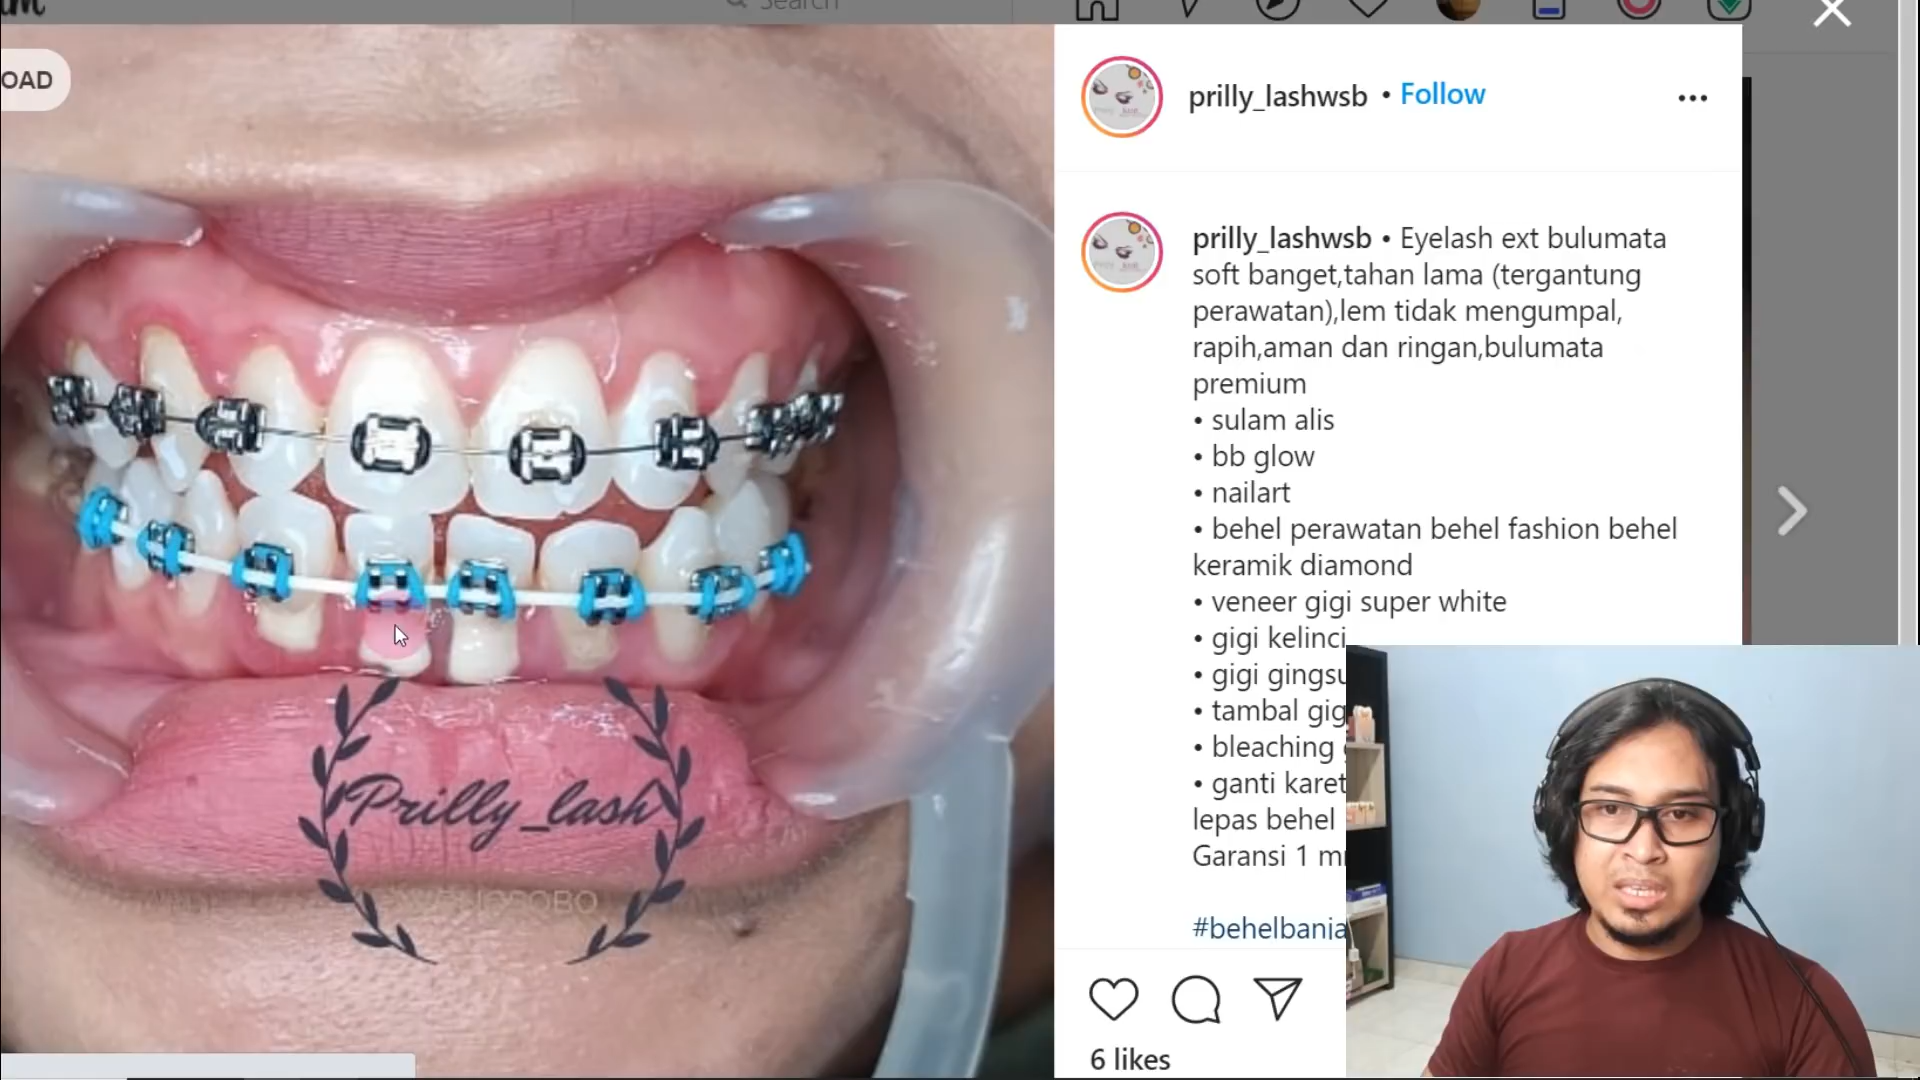 Search
OAD
prilly_lashwsb • Follow
prilly_lashwsb • Eyelash ext bulumata
soft banget,tahan lama (tergantung
perawatan),lem tidak mengumpal,
rapih,aman dan ringan,bulumata
premium
• sulam alis
• bb glow
• nailart
• behel perawatan behel fashion behel
keramik diamond
• veneer gigi super white
• gigi kelinci
• gigi gingsu
• tambal gig
• bleaching
• ganti karet
lepas behel
Garansi 1 m
#behelbanja
6 likes
Prilly_lash